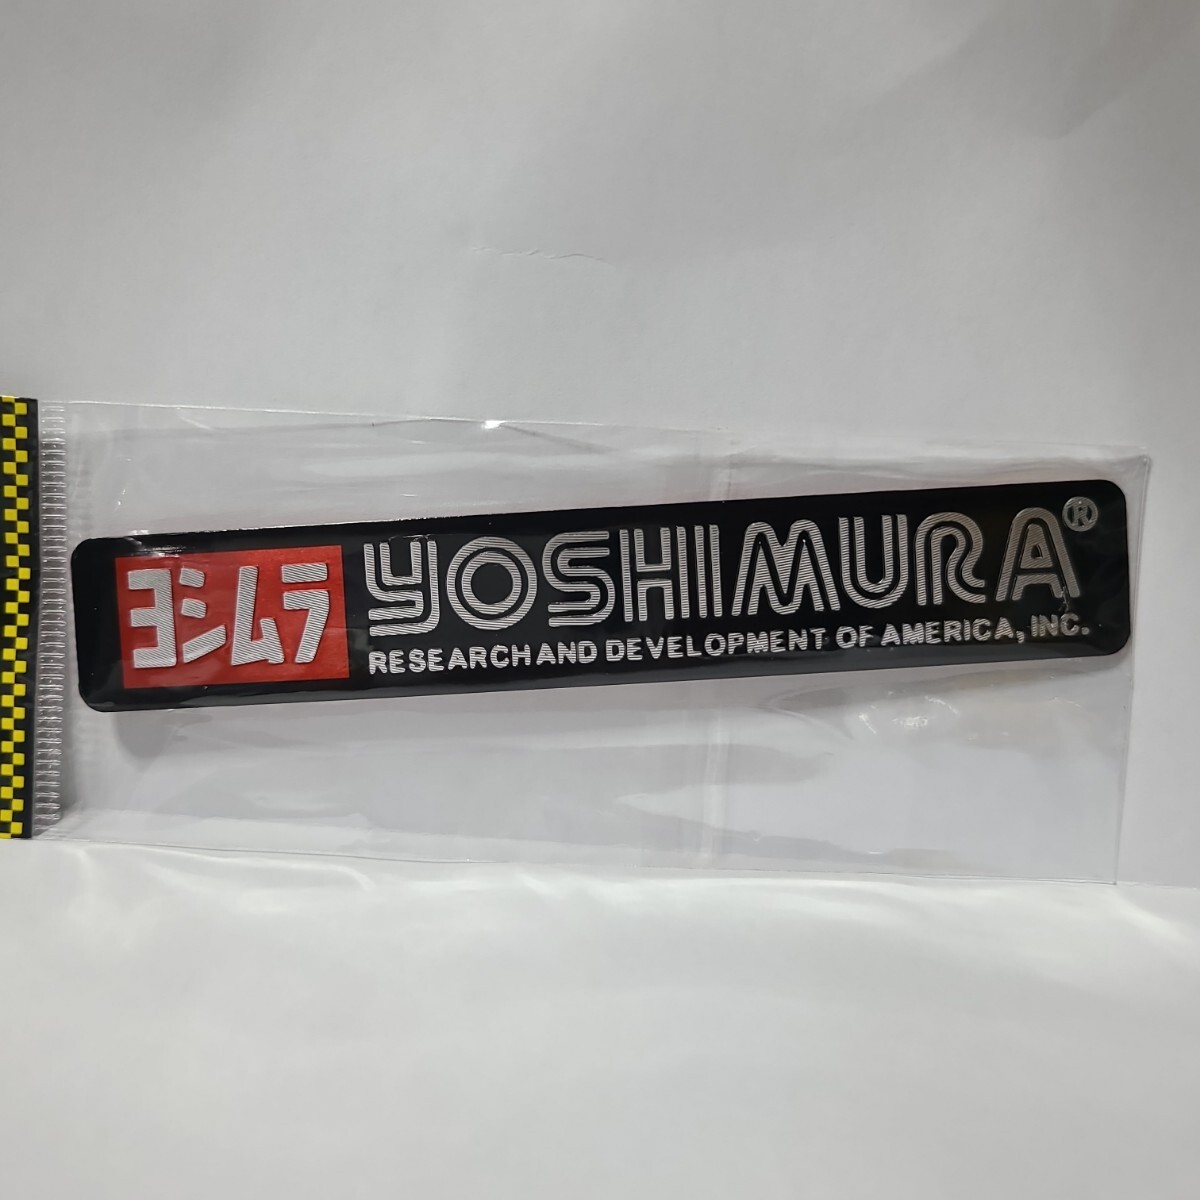 ヨシムラ
YOSHIMURA®
RESEARCH AND DEVELOPMENT OF AMERICA, INC.